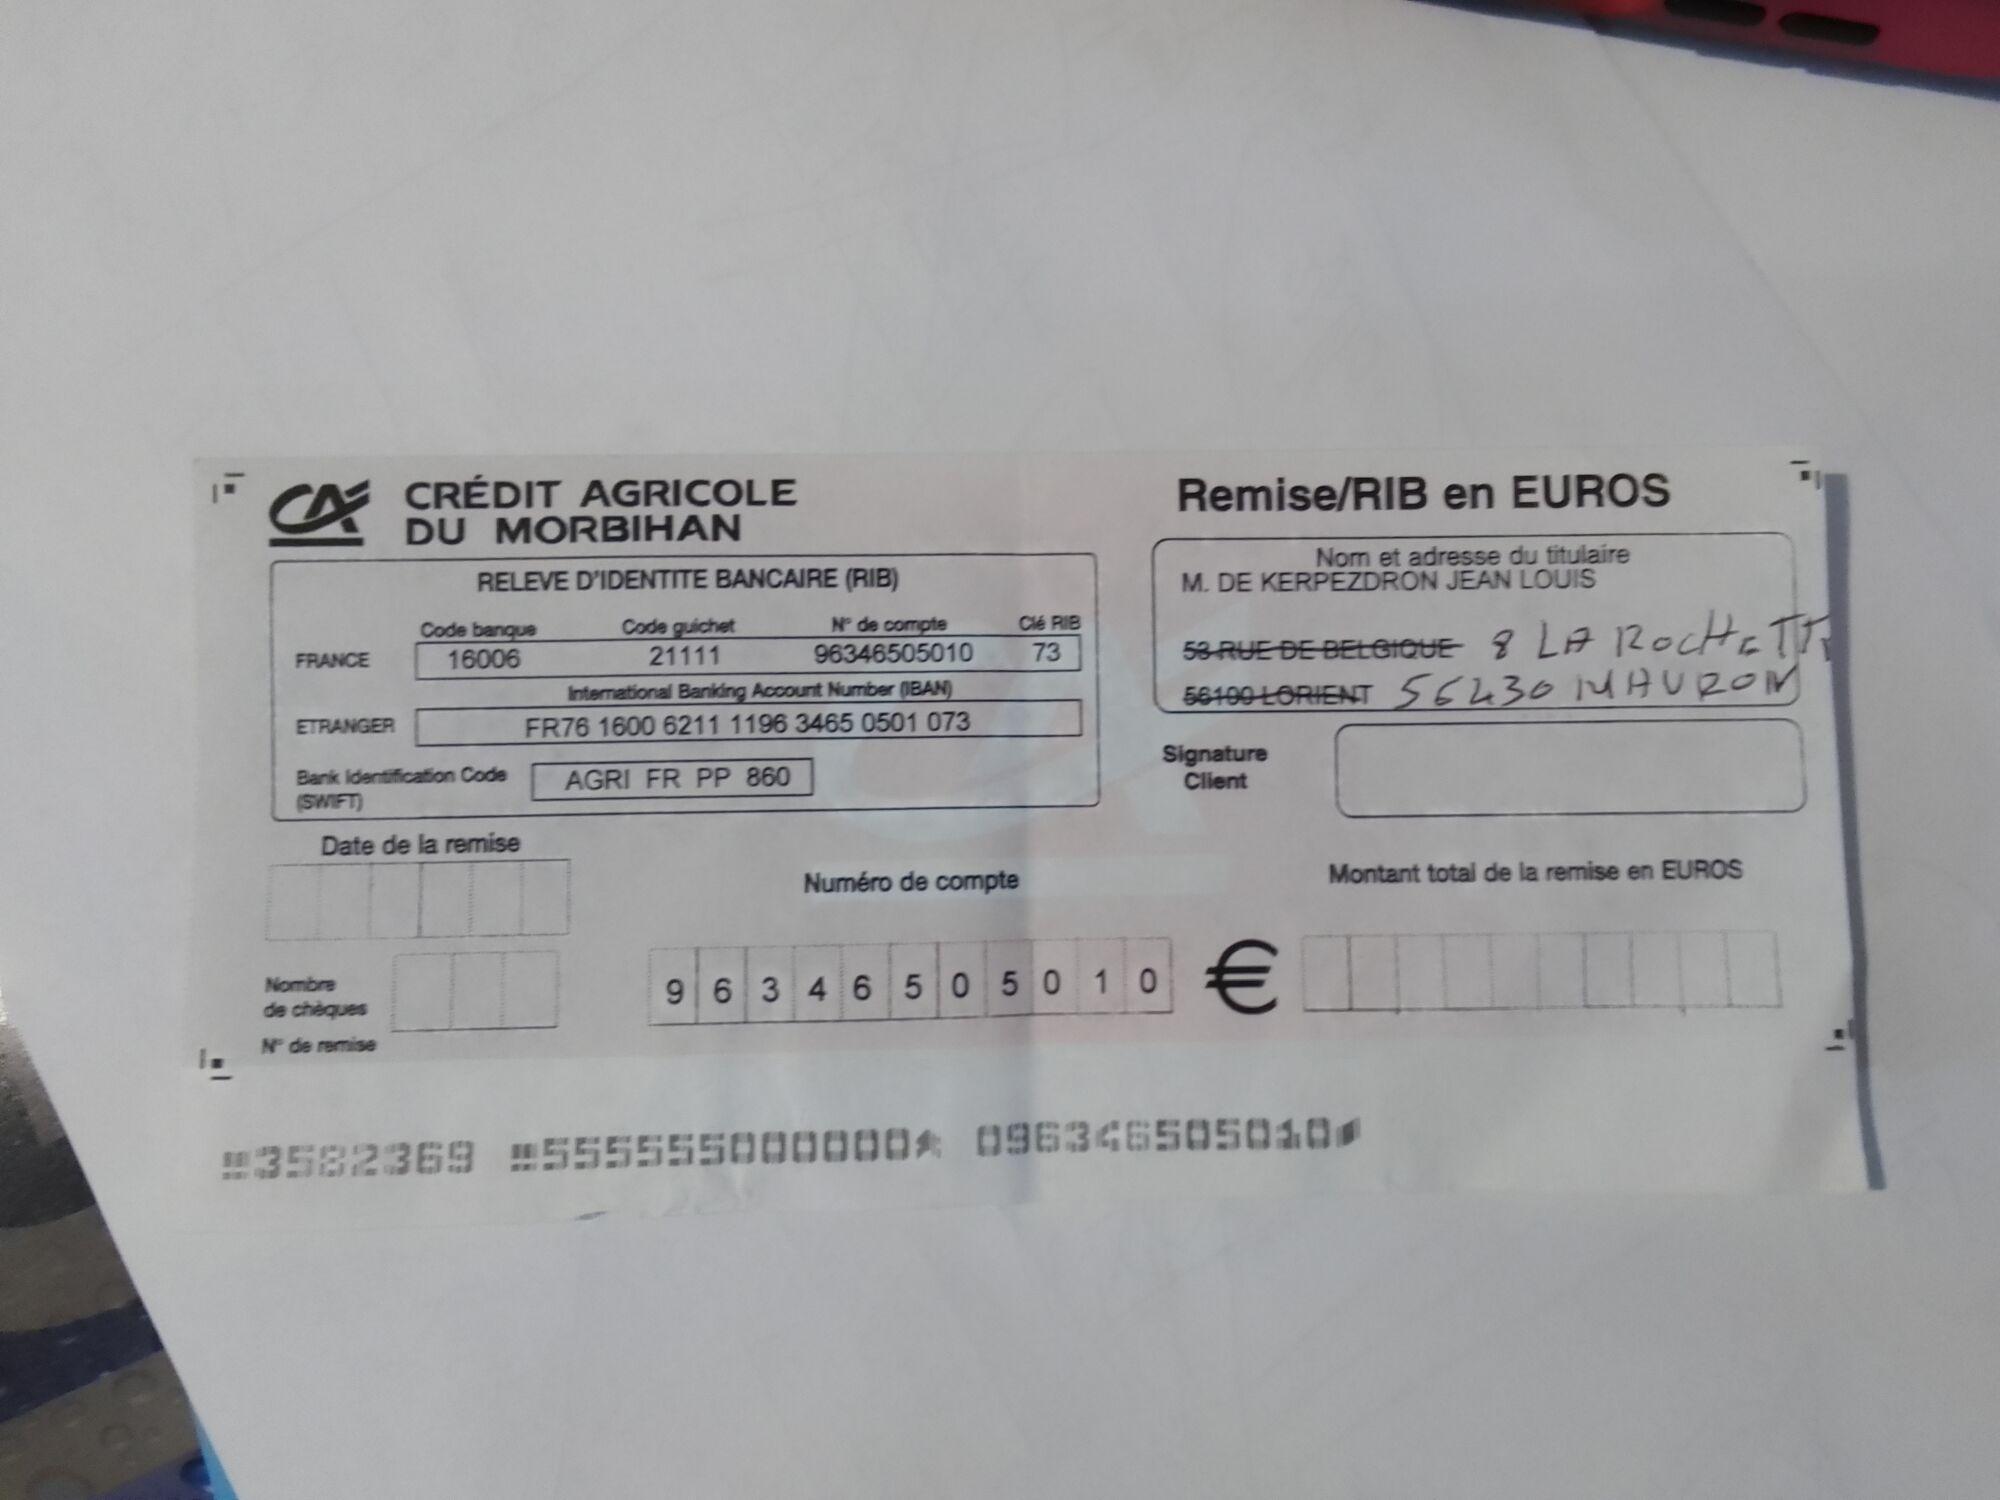 CA CRÉDIT AGRICOLE
DU MORBIHAN
Remise/RIB en EUROS
RELEVE D'IDENTITE BANCAIRE (RIB)
Code banque Code guichet N° de compte Clé RIB
FRANCE 16006 21111 96346505010 73
International Banking Account Number (IBAN)
ETRANGER FR76 1600 6211 1196 3465 0501 073
Bank Identification Code AGRI FR PP 860
(SWIFT)
Nom et adresse du titulaire
M. DE KERPEZDRON JEAN LOUIS
53 RUE DE BELGIQUE 8 LA ROCHETT
56100 LORIENT 56430 MAURON
Signature
Client
Date de la remise
Numéro de compte
Montant total de la remise en EUROS
Nombre
de chèques
9 6 3 4 6 5 0 5 0 1 0 €
N° de remise
3582369 555555000000 096346505010